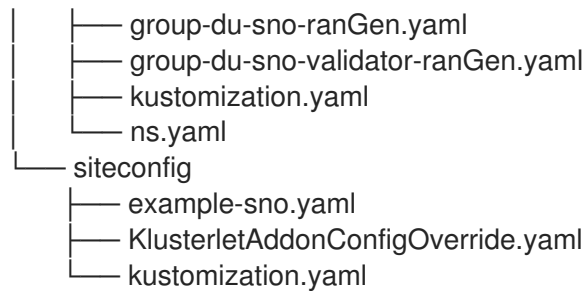 │   ├── group-du-sno-ranGen.yaml
│   ├── group-du-sno-validator-ranGen.yaml
│   ├── kustomization.yaml
│   └── ns.yaml
└── siteconfig
    ├── example-sno.yaml
    ├── KlusterletAddonConfigOverride.yaml
    └── kustomization.yaml